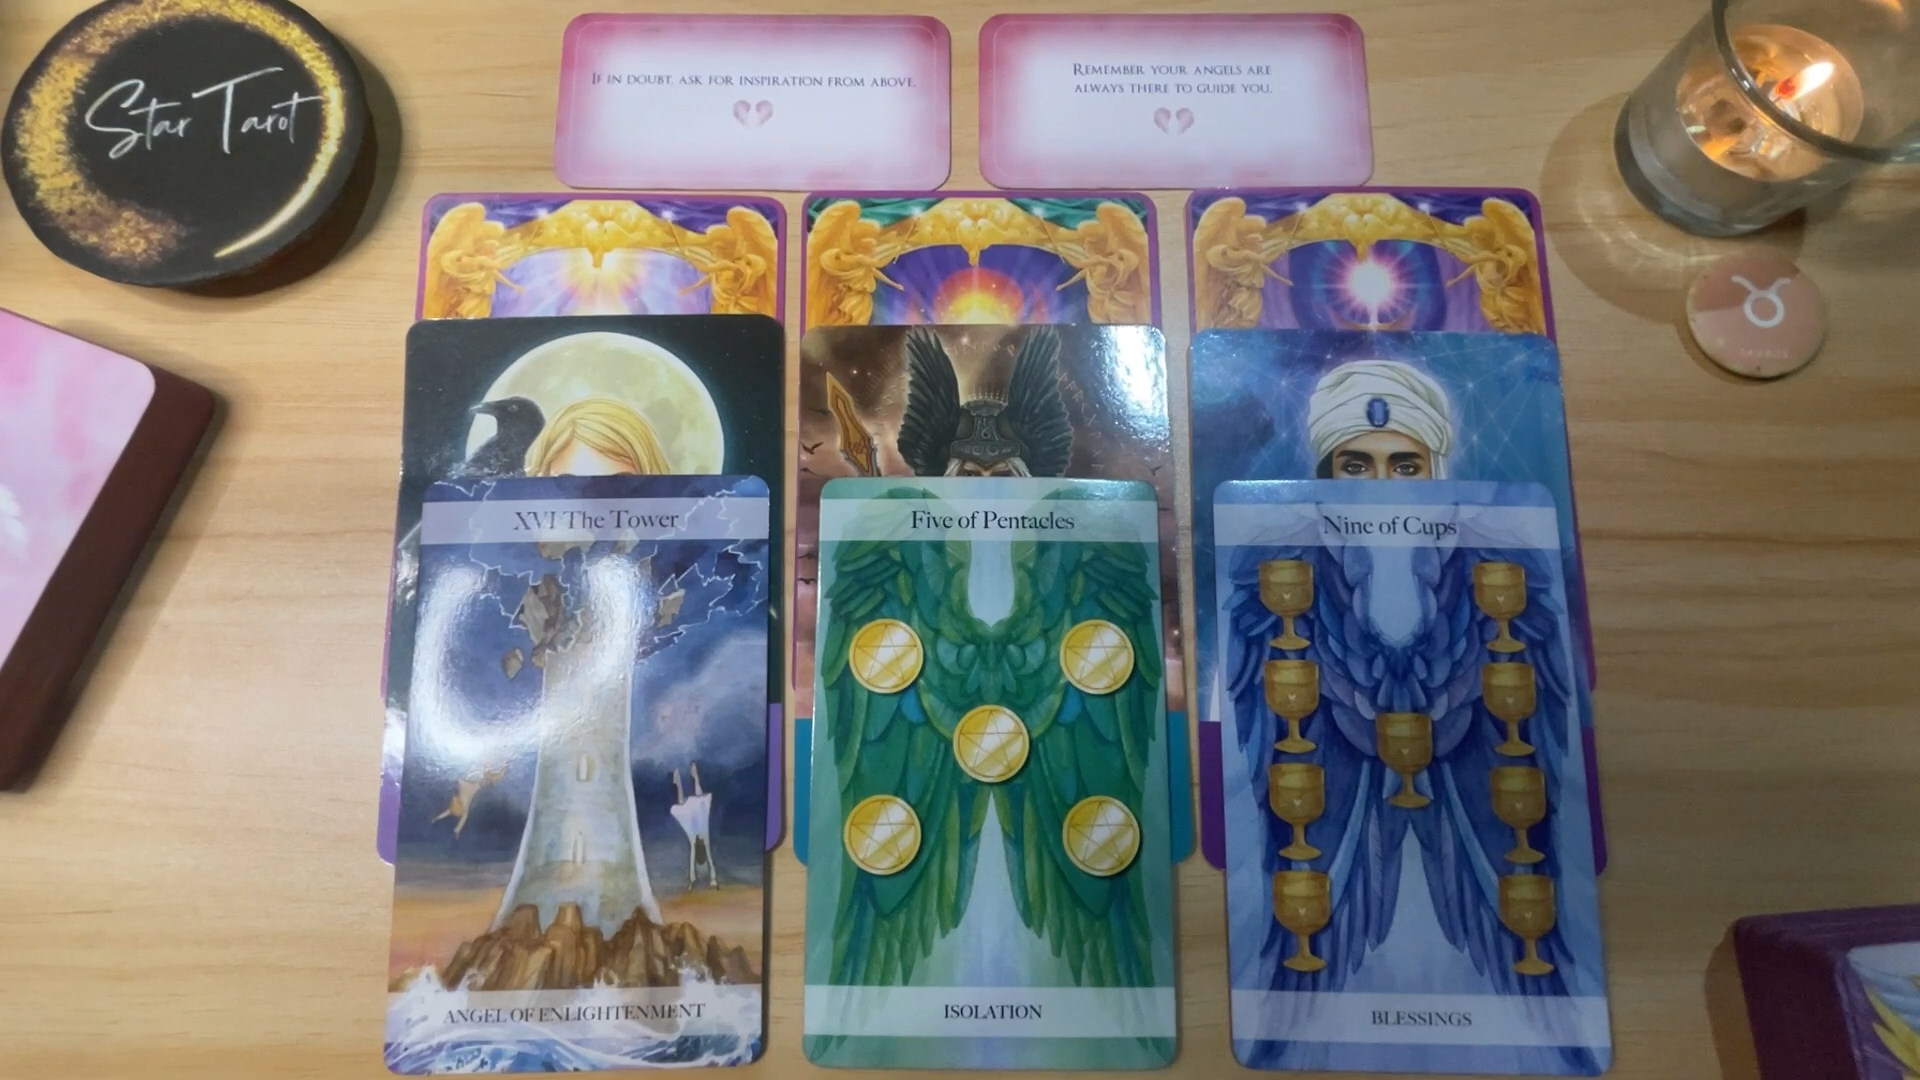 Star Tarot
IF IN DOUBT, ASK FOR INSPIRATION FROM ABOVE.
REMEMBER YOUR ANGELS ARE
ALWAYS THERE TO GUIDE YOU.
TAURUS
XVI The Tower
Five of Pentacles
Nine of Cups
ANGEL OF ENLIGHTENMENT
ISOLATION
BLESSINGS